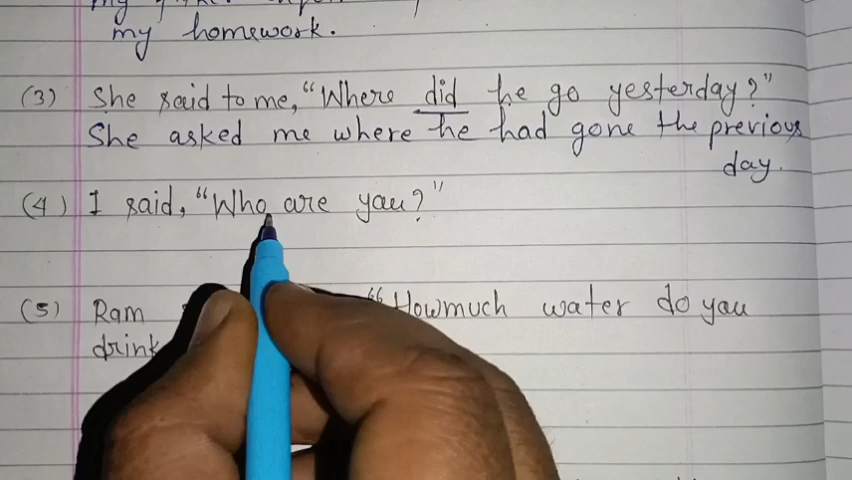 my homework.
(3) She said to me, "Where did he go yesterday?"
She asked me where he had gone the previous
day.
(4) I said, "Who are you?"
(5) Ram "Howmuch water do you
drink